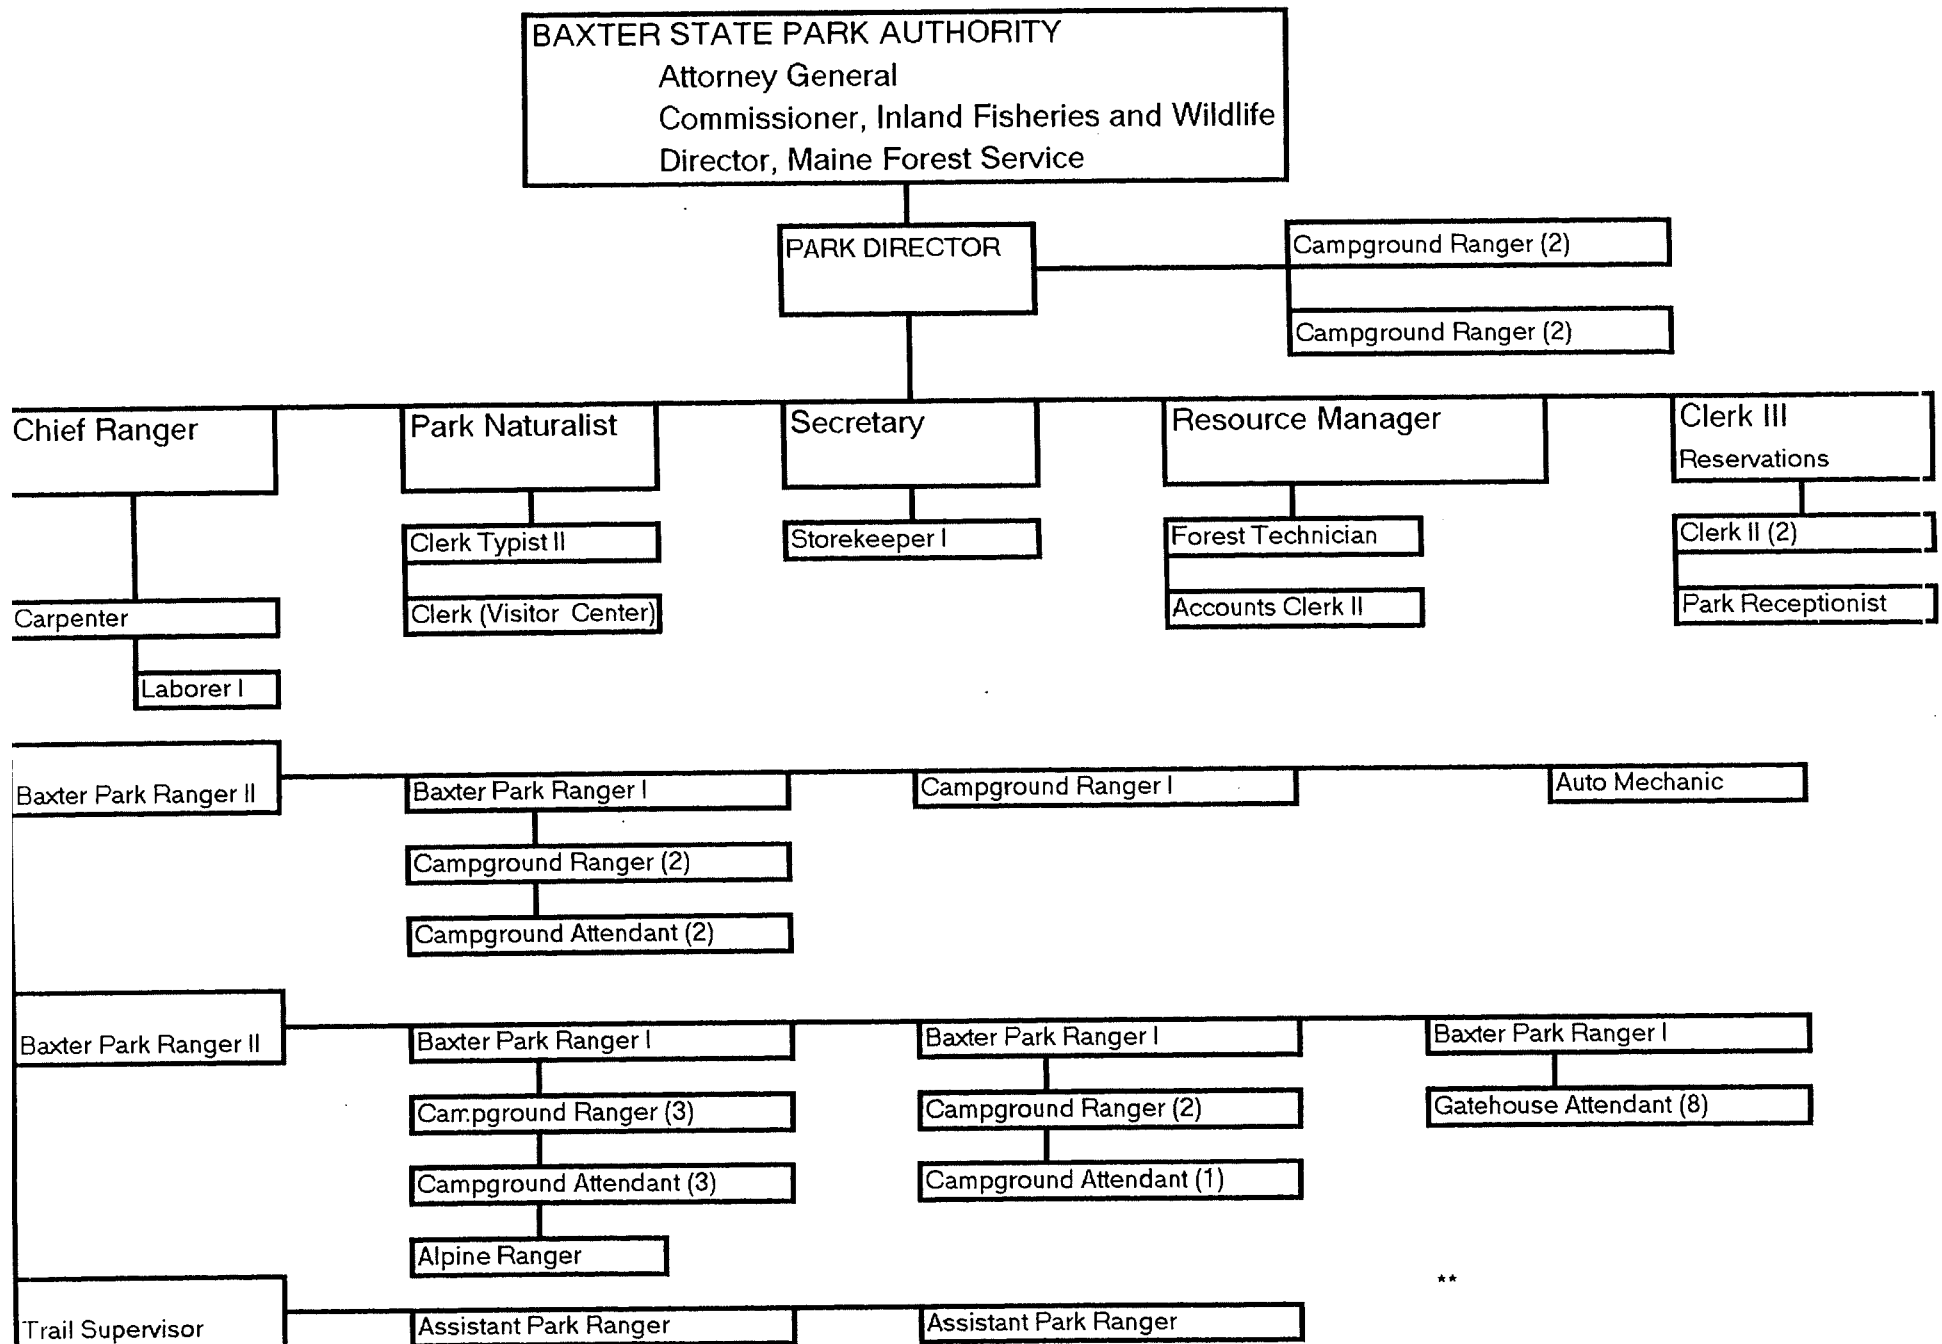 BAXTER STATE PARK AUTHORITY
Attorney General
Commissioner, Inland Fisheries and Wildlife
Director, Maine Forest Service
PARK DIRECTOR
Campground Ranger (2)
Campground Ranger (2)
Chief Ranger
Park Naturalist
Secretary
Resource Manager
Clerk III
Reservations
Clerk Typist II
Storekeeper I
Forest Technician
Clerk II (2)
Carpenter
Clerk (Visitor Center)
Accounts Clerk II
Park Receptionist
Laborer I
Baxter Park Ranger II
Baxter Park Ranger I
Campground Ranger I
Auto Mechanic
Campground Ranger (2)
Campground Attendant (2)
Baxter Park Ranger II
Baxter Park Ranger I
Baxter Park Ranger I
Baxter Park Ranger I
Campground Ranger (3)
Campground Ranger (2)
Gatehouse Attendant (8)
Campground Attendant (3)
Campground Attendant (1)
Alpine Ranger
**
Trail Supervisor
Assistant Park Ranger
Assistant Park Ranger